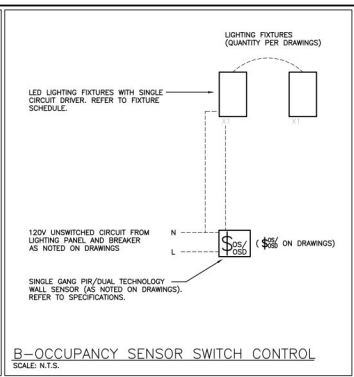 LIGHTING FIXTURES
(QUANTITY PER DRAWINGS)
LED LIGHTING FIXTURES WITH SINGLE
CIRCUIT DRIVER. REFER TO FIXTURE
SCHEDULE.
X1 X1
120V UNSWITCHED CIRCUIT FROM
LIGHTING PANEL AND BREAKER
AS NOTED ON DRAWINGS
N
L
$OS/
OSD
($OS/
OSD ON DRAWINGS)
SINGLE GANG PIR/DUAL TECHNOLOGY
WALL SENSOR (AS NOTED ON DRAWINGS).
REFER TO SPECIFICATIONS.
B-OCCUPANCY SENSOR SWITCH CONTROL
SCALE: N.T.S.